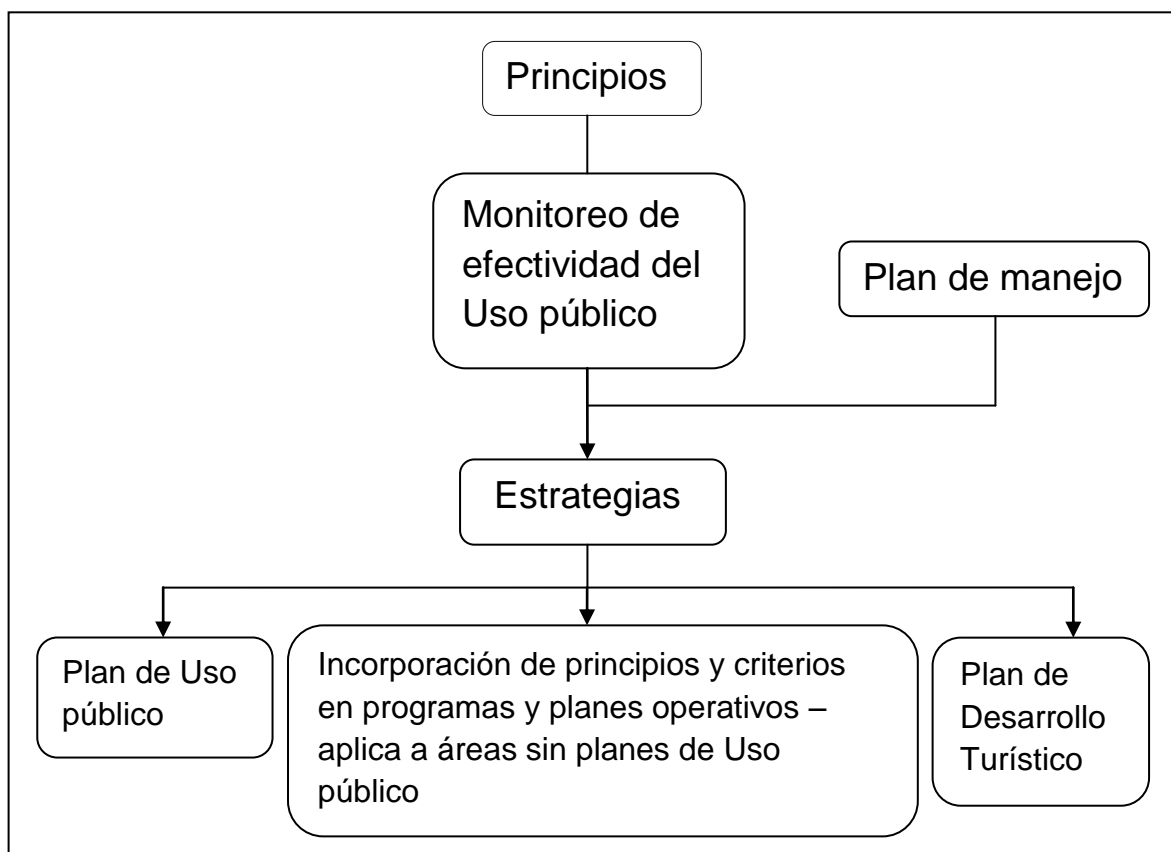 Principios
Monitoreo de
efectividad del
Uso público
Plan de manejo
Estrategias
Plan de Uso
público
Incorporación de principios y criterios
en programas y planes operativos –
aplica a áreas sin planes de Uso
público
Plan de
Desarrollo
Turístico